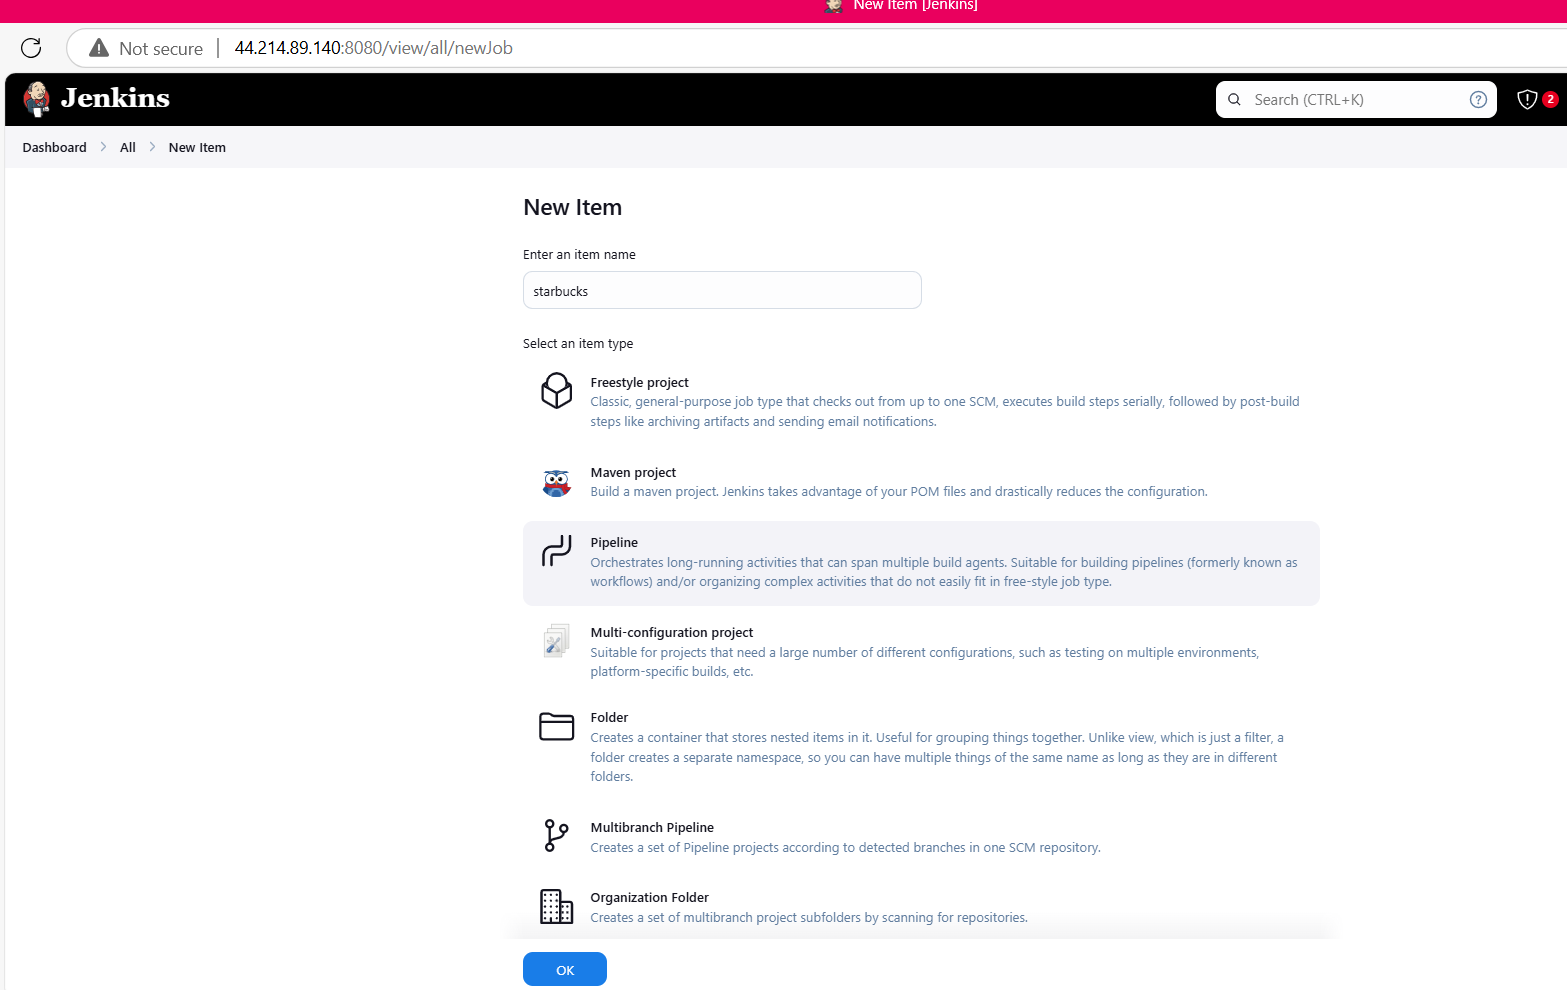 New Item [Jenkins]
Not secure 44.214.89.140:8080/view/all/newJob
Jenkins
Search (CTRL+K)
2
Dashboard All New Item
New Item
Enter an item name
starbucks
Select an item type
Freestyle project
Classic, general-purpose job type that checks out from up to one SCM, executes build steps serially, followed by post-build
steps like archiving artifacts and sending email notifications.
Maven project
Build a maven project. Jenkins takes advantage of your POM files and drastically reduces the configuration.
Pipeline
Orchestrates long-running activities that can span multiple build agents. Suitable for building pipelines (formerly known as
workflows) and/or organizing complex activities that do not easily fit in free-style job type.
Multi-configuration project
Suitable for projects that need a large number of different configurations, such as testing on multiple environments,
platform-specific builds, etc.
Folder
Creates a container that stores nested items in it. Useful for grouping things together. Unlike view, which is just a filter, a
folder creates a separate namespace, so you can have multiple things of the same name as long as they are in different
folders.
Multibranch Pipeline
Creates a set of Pipeline projects according to detected branches in one SCM repository.
Organization Folder
Creates a set of multibranch project subfolders by scanning for repositories.
OK